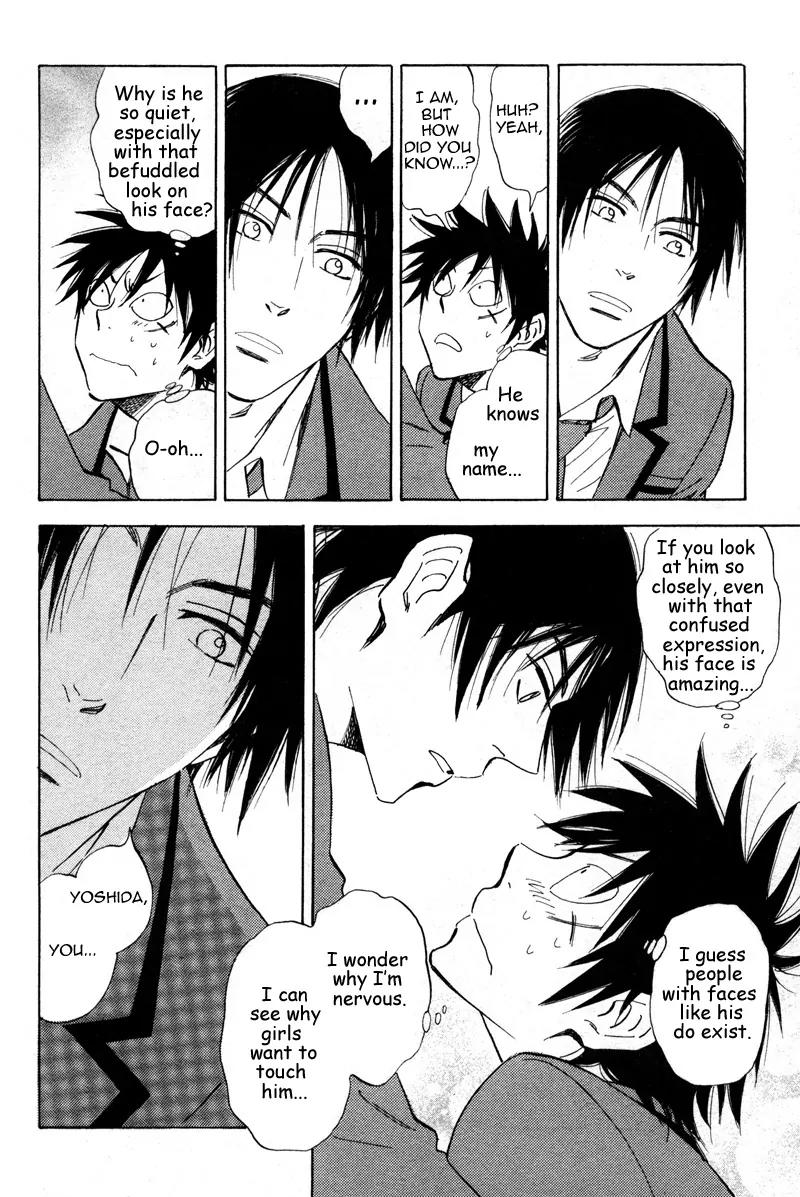 HUH?
YEAH,
I AM,
BUT
HOW
DID YOU
KNOW...?
He
knows
my
name...
...
Why is he
so quiet,
especially
with that
befuddled
look on
his face?
O-oh...
If you look
at him so
closely, even
with that
confused
expression,
his face is
amazing...
I guess
people
with faces
like his
do exist.
I wonder
why I'm
nervous.
I can
see why
girls
want to
touch
him...
YOSHIDA,
YOU...